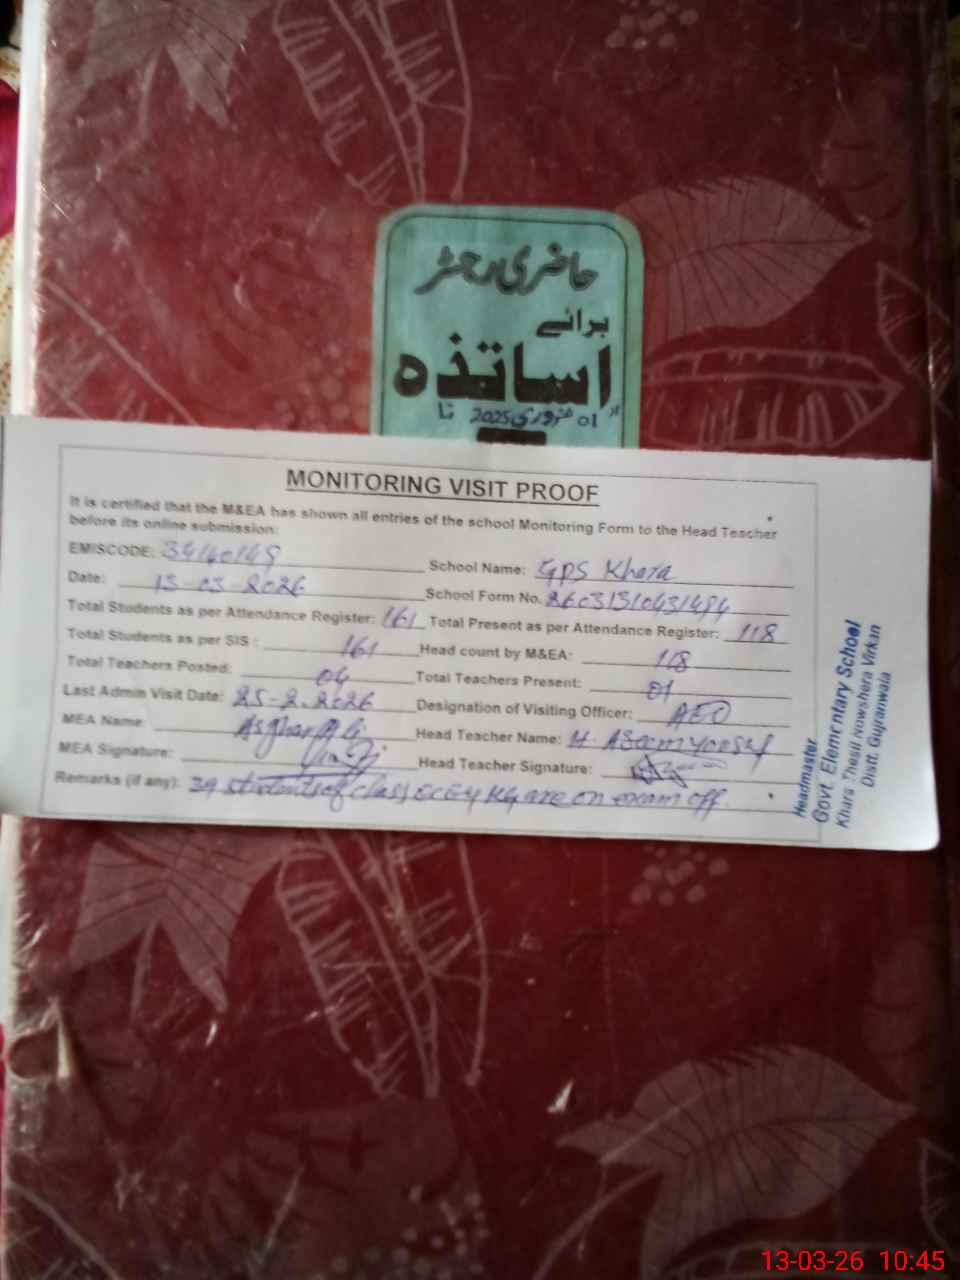 حاضری رجسٹر
برائے
اساتذہ
از 01 فروری 2025 تا
MONITORING VISIT PROOF
It is certified that the M&EA has shown all entries of the school Monitoring Form to the Head Teacher
before its online submission:
EMISCODE: 34140149 School Name: GPS Khara
Date: 13-03-2026 School Form No.
Total Students as per Attendance Register: 161 Total Present as per Attendance Register: 118
Total Students as per SIS : 161 Head count by M&EA: 118
Total Teachers Posted: 04 Total Teachers Present: 01
Last Admin Visit Date: 25-2-2026 Designation of Visiting Officer: AEO
MEA Name: Asghar Ali Head Teacher Name: M. Aseem Yousaf
MEA Signature: Head Teacher Signature:
Remarks (if any): 39 students of class ECE & KG are on exam off.
Headmaster
Govt. Elementary School
Khara Theail Nowshera Virkan
Distt. Gujranwala
13-03-26 10:45